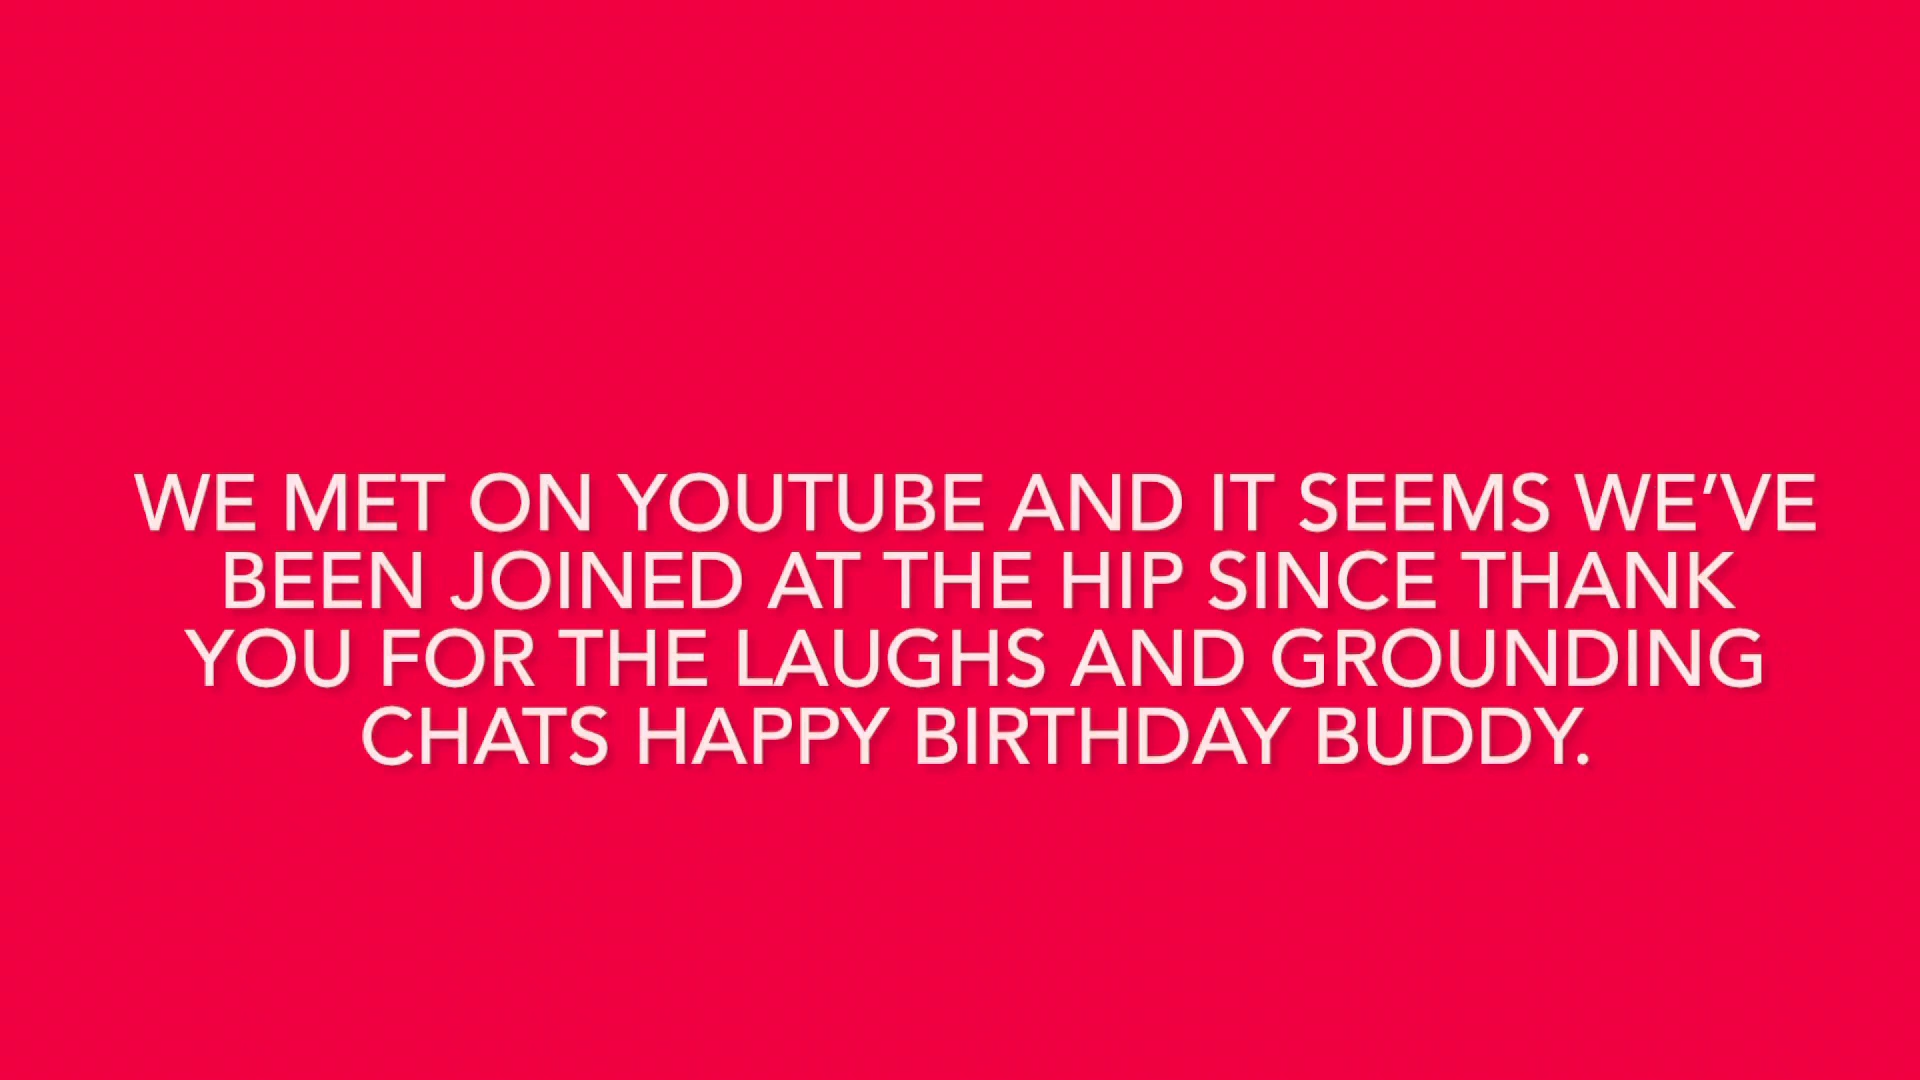 WE MET ON YOUTUBE AND IT SEEMS WE’VE
BEEN JOINED AT THE HIP SINCE THANK
YOU FOR THE LAUGHS AND GROUNDING
CHATS HAPPY BIRTHDAY BUDDY.